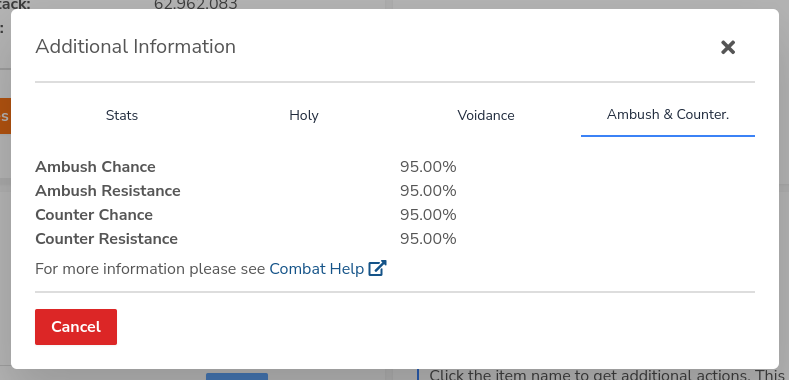 tack:
62,962,083
Additional Information
Stats
Holy
Voidance
Ambush & Counter.
Ambush Chance 95.00%
Ambush Resistance 95.00%
Counter Chance 95.00%
Counter Resistance 95.00%
For more information please see Combat Help
Cancel
Click the item name to get additional actions. This